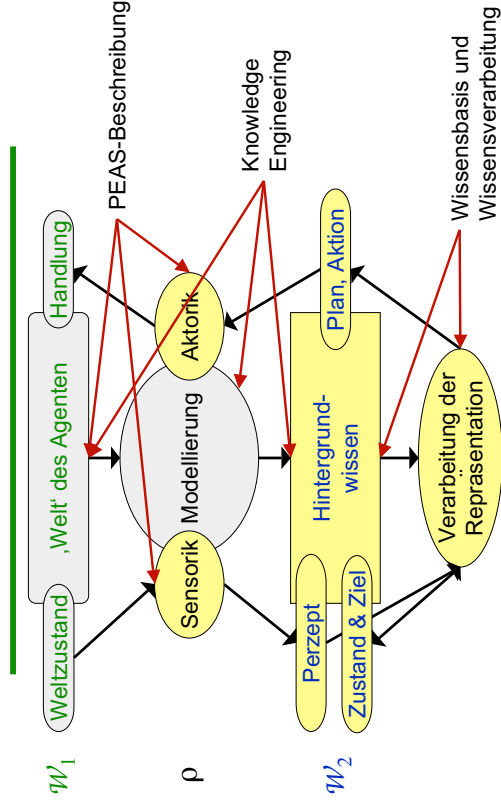 𝒲1
Weltzustand
‚Welt‘ des Agenten
Handlung
PEAS-Beschreibung
ρ
Sensorik
Modellierung
Aktorik
Knowledge
Engineering
𝒲2
Perzept
Zustand & Ziel
Hintergrund-
wissen
Plan, Aktion
Verarbeitung der
Repräsentation
Wissensbasis und
Wissensverarbeitung